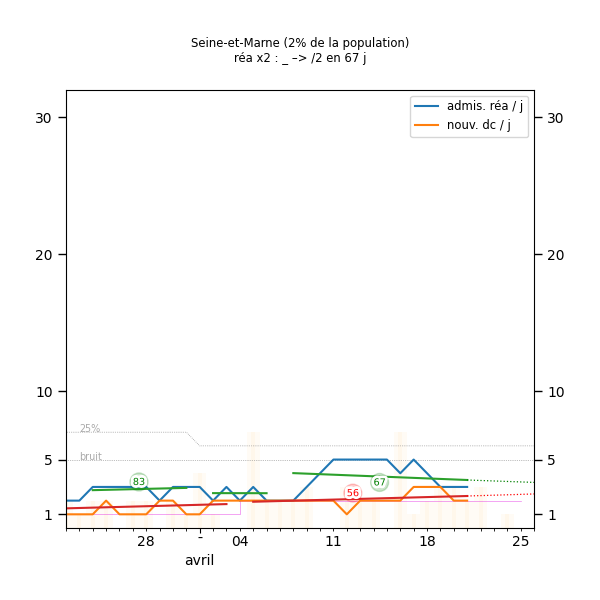 Seine-et-Marne (2% de la population)
réa x2 : _ –> /2 en 67 j
admis. réa / j
nouv. dc / j
30 30
20 20
10 10
25%
5 bruit 5
83
67
56
1 1
28 - 04 11 18 25
avril